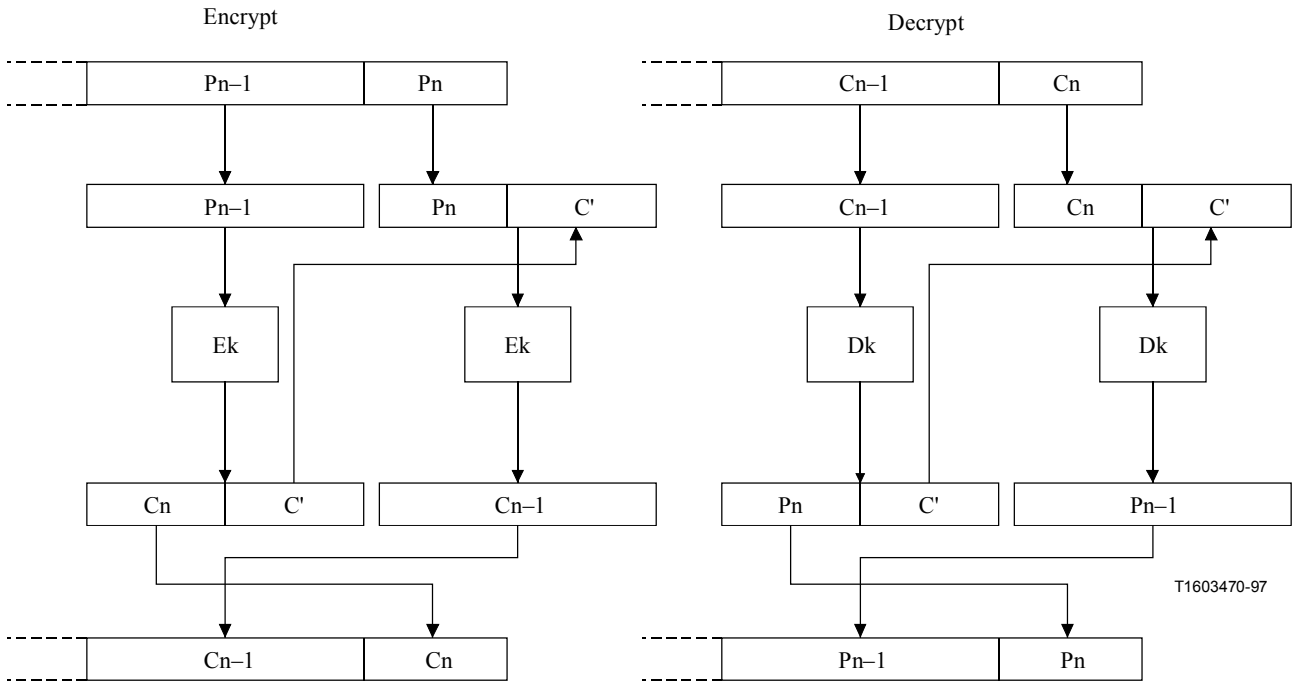 Encrypt
Decrypt
Pn–1 Pn
Cn–1 Cn
Pn–1 Pn C'
Cn–1 Cn C'
Ek Ek
Dk Dk
Cn C' Cn–1
Pn C' Pn–1
T1603470-97
Cn–1 Cn
Pn–1 Pn